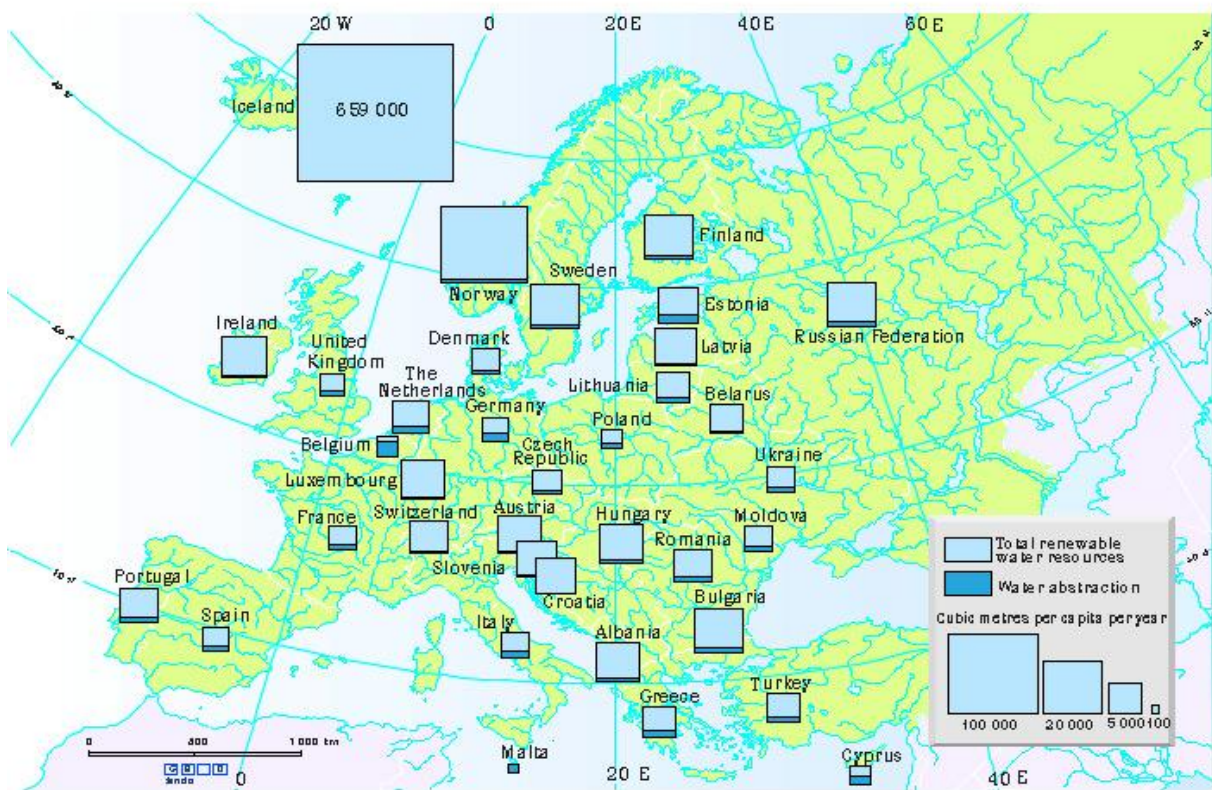 20 W
0
20 E
40 E
60 E
Iceland
659 000
Finland
Sweden
Norway
Estonia
Russian Federation
Ireland
United
Kingdom
Denmark
Latvia
The
Netherlands
Lithuania
Belarus
Germany
Poland
Belgium
Czech
Republic
Ukraine
Luxembourg
France
Switzerland
Austria
Hungary
Moldova
Romania
Slovenia
Portugal
Croatia
Bulgaria
Spain
Italy
Albania
Greece
Turkey
Malta
Cyprus
Total renewable
water resources
Water abstraction
Cubic metres per capita per year
100 000
20 000
5 000
100
0
500
1 000 km
0
20 E
40 E